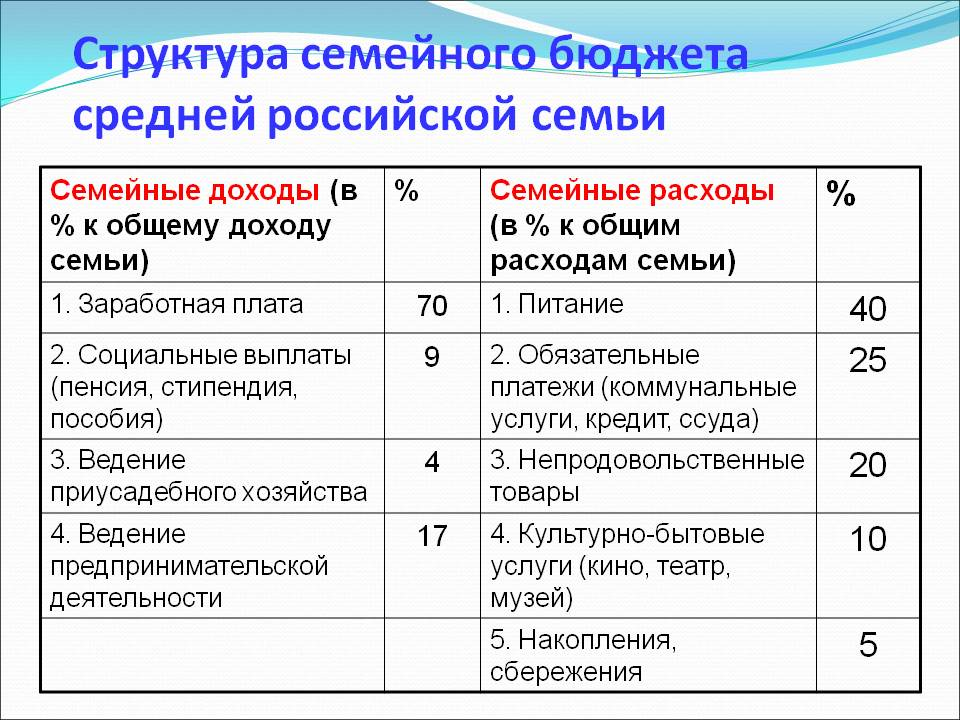 Структура семейного бюджета
средней российской семьи
Семейные доходы (в
% к общему доходу
семьи)
%
Семейные расходы
(в % к общим
расходам семьи)
%
1. Заработная плата
70
1. Питание
40
2. Социальные выплаты
(пенсия, стипендия,
пособия)
9
2. Обязательные
платежи (коммунальные
услуги, кредит, ссуда)
25
3. Ведение
приусадебного хозяйства
4
3. Непродовольственные
товары
20
4. Ведение
предпринимательской
деятельности
17
4. Культурно-бытовые
услуги (кино, театр,
музей)
10
5. Накопления,
сбережения
5